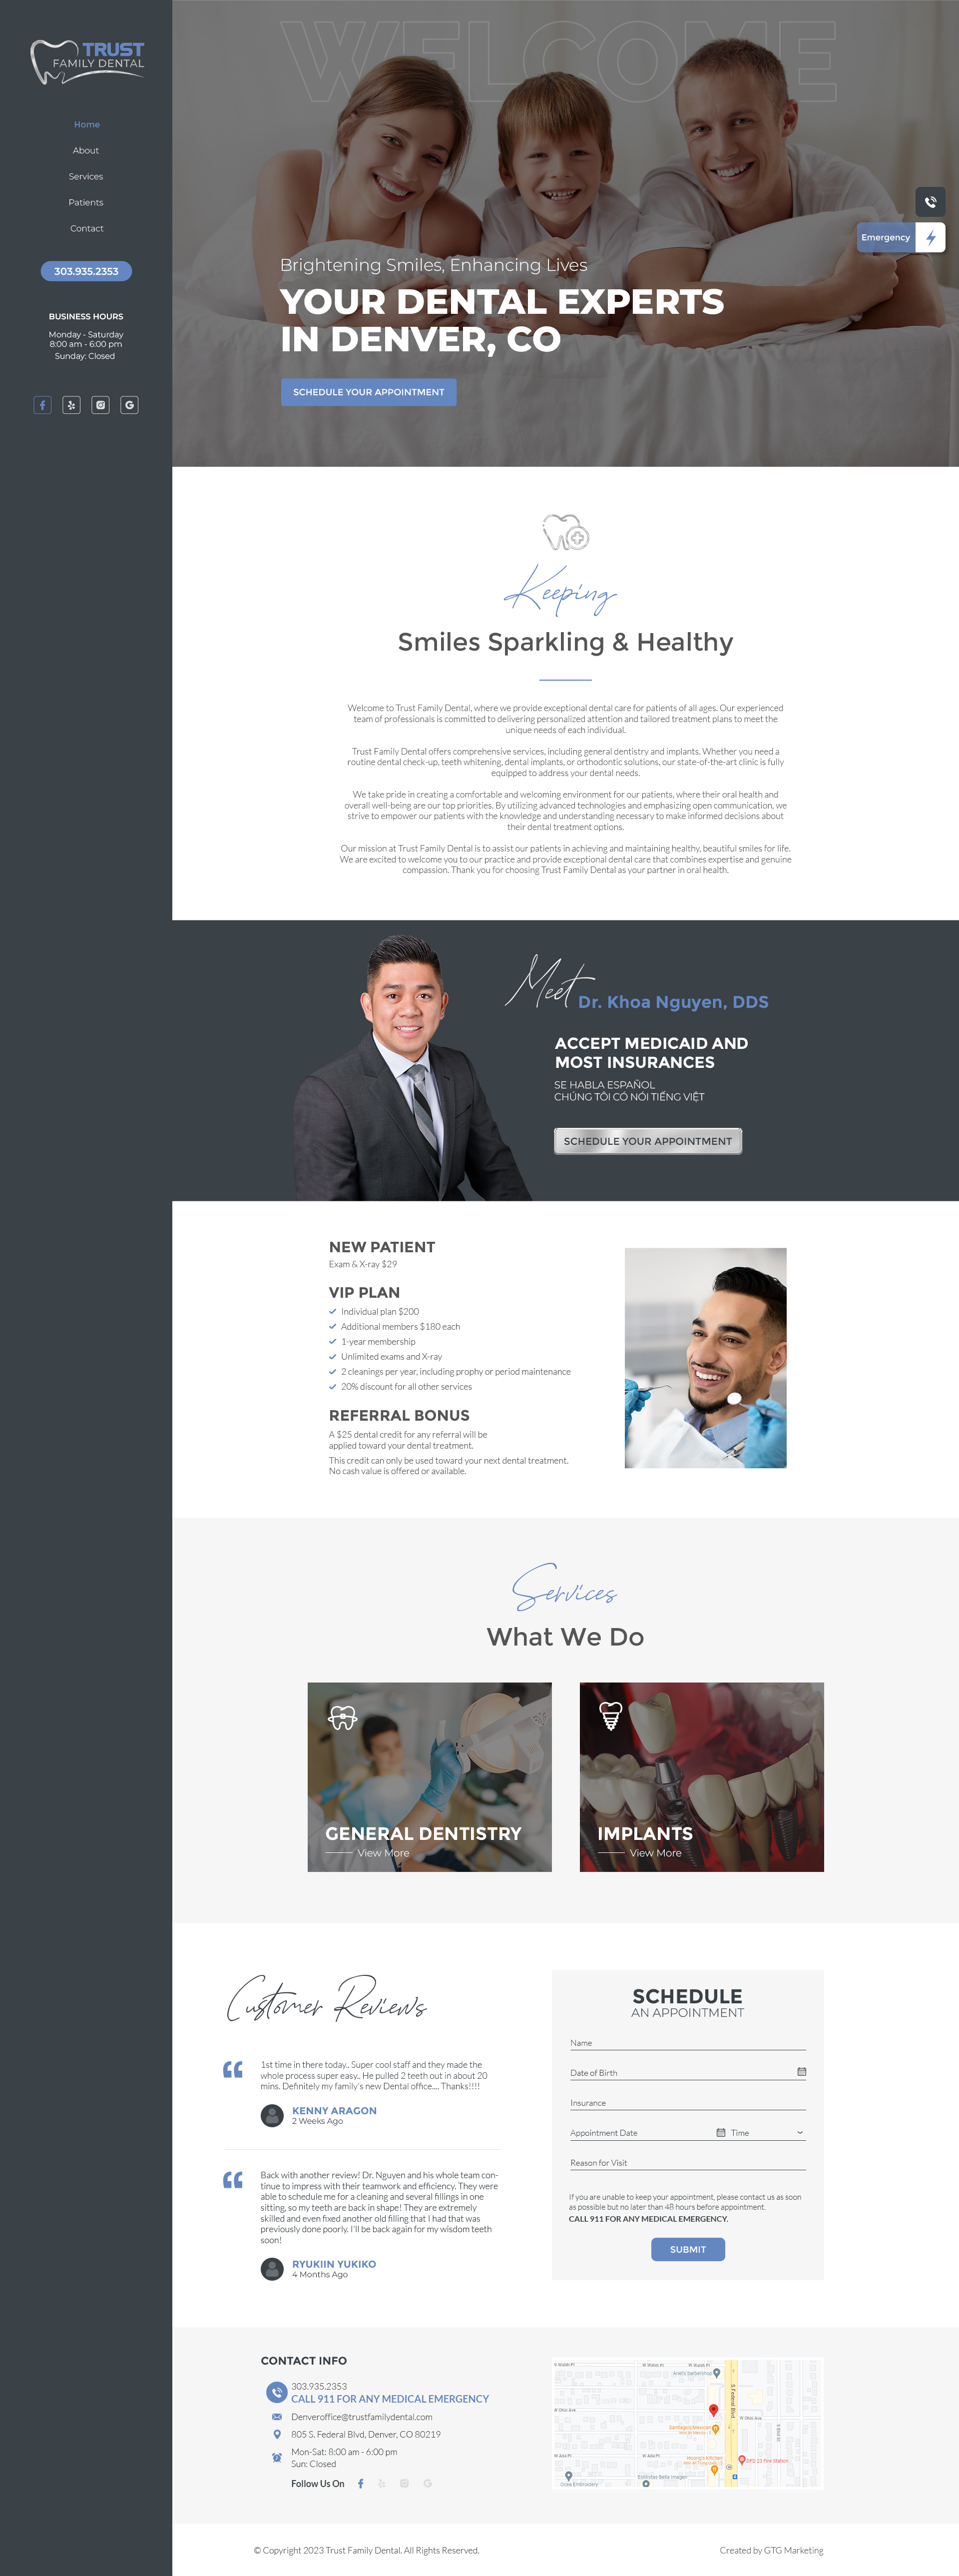 TRUST
FAMILY DENTAL
Home
About
Services
Patients
Contact
303.935.2353
BUSINESS HOURS
Monday - Saturday
8:00 am - 6:00 pm
Sunday: Closed
WELCOME
Emergency
Brightening Smiles, Enhancing Lives
YOUR DENTAL EXPERTS
IN DENVER, CO
SCHEDULE YOUR APPOINTMENT
Keeping
Smiles Sparkling & Healthy
Welcome to Trust Family Dental, where we provide exceptional dental care for patients of all ages. Our experienced
team of professionals is committed to delivering personalized attention and tailored treatment plans to meet the
unique needs of each individual.
Trust Family Dental offers comprehensive services, including general dentistry and implants. Whether you need a
routine dental check-up, teeth whitening, dental implants, or orthodontic solutions, our state-of-the-art clinic is fully
equipped to address your dental needs.
We take pride in creating a comfortable and welcoming environment for our patients, where their oral health and
overall well-being are our top priorities. By utilizing advanced technologies and emphasizing open communication, we
strive to empower our patients with the knowledge and understanding necessary to make informed decisions about
their dental treatment options.
Our mission at Trust Family Dental is to assist our patients in achieving and maintaining healthy, beautiful smiles for life.
We are excited to welcome you to our practice and provide exceptional dental care that combines expertise and genuine
compassion. Thank you for choosing Trust Family Dental as your partner in oral health.
Meet
Dr. Khoa Nguyen, DDS
ACCEPT MEDICAID AND
MOST INSURANCES
SE HABLA ESPAÑOL
CHÚNG TÔI CÓ NÓI TIẾNG VIỆT
SCHEDULE YOUR APPOINTMENT
NEW PATIENT
Exam & X-ray $29
VIP PLAN
Individual plan $200
Additional members $180 each
1-year membership
Unlimited exams and X-ray
2 cleanings per year, including prophy or period maintenance
20% discount for all other services
REFERRAL BONUS
A $25 dental credit for any referral will be
applied toward your dental treatment.
This credit can only be used toward your next dental treatment.
No cash value is offered or available.
Services
What We Do
GENERAL DENTISTRY
View More
IMPLANTS
View More
Customer Reviews
1st time in there today.. Super cool staff and they made the
whole process super easy.. He pulled 2 teeth out in about 20
mins. Definitely my family's new Dental office.... Thanks!!!!
KENNY ARAGON
2 Weeks Ago
Back with another review! Dr. Nguyen and his whole team con-
tinue to impress with their teamwork and efficiency. They were
able to schedule me for a cleaning and several fillings in one
sitting, so my teeth are back in shape! They are extremely
skilled and even fixed another old filling that I had that was
previously done poorly. I'll be back again for my wisdom teeth
soon!
RYUKIIN YUKIKO
4 Months Ago
SCHEDULE
AN APPOINTMENT
Name
Date of Birth
Insurance
Appointment Date
Time
Reason for Visit
If you are unable to keep your appointment, please contact us as soon
as possible but no later than 48 hours before appointment.
CALL 911 FOR ANY MEDICAL EMERGENCY.
SUBMIT
CONTACT INFO
303.935.2353
CALL 911 FOR ANY MEDICAL EMERGENCY
Denveroffice@trustfamilydental.com
805 S. Federal Blvd, Denver, CO 80219
Mon-Sat: 8:00 am - 6:00 pm
Sun: Closed
Follow Us On
W Walsh Pl
W Walsh Pl
Ariel's Barbershop
S Federal Blvd
W Ohio Ave
W Ohio Ave
W Ada Pl
W Ada Pl
DFD 23 Fire Station
© Copyright 2023 Trust Family Dental. All Rights Reserved.
Created by GTG Marketing